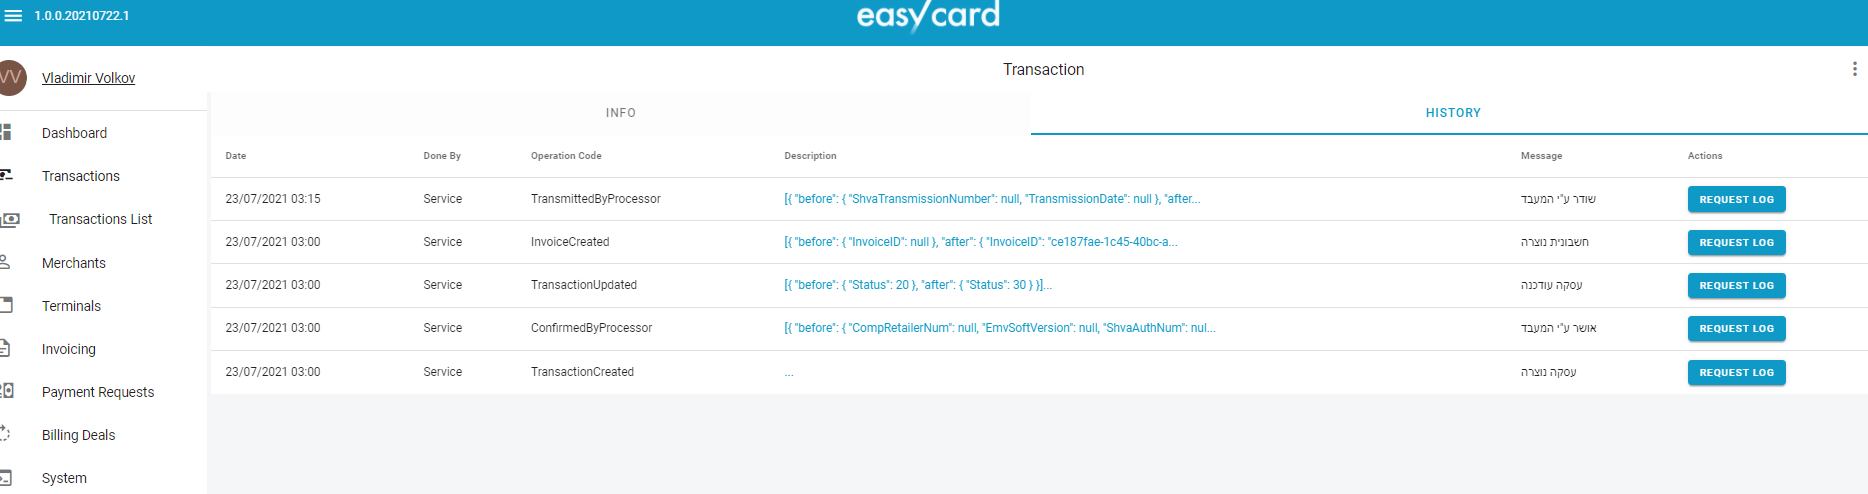 1.0.0.20210722.1
easycard
VV
Vladimir Volkov
Transaction
INFO
HISTORY
Dashboard
Transactions
Transactions List
Merchants
Terminals
Invoicing
Payment Requests
Billing Deals
System
Date Done By Operation Code Description Message Actions
23/07/2021 03:15 Service TransmittedByProcessor [{ "before": { "ShvaTransmissionNumber": null, "TransmissionDate": null }, "after... שודר ע"י המעבד REQUEST LOG
23/07/2021 03:00 Service InvoiceCreated [{ "before": { "InvoiceID": null }, "after": { "InvoiceID": "ce187fae-1c45-40bc-a... חשבונית נוצרה REQUEST LOG
23/07/2021 03:00 Service TransactionUpdated [{ "before": { "Status": 20 }, "after": { "Status": 30 } }]... עסקה עודכנה REQUEST LOG
23/07/2021 03:00 Service ConfirmedByProcessor [{ "before": { "CompRetailerNum": null, "EmvSoftVersion": null, "ShvaAuthNum": nul... אושר ע"י המעבד REQUEST LOG
23/07/2021 03:00 Service TransactionCreated ... עסקה נוצרה REQUEST LOG